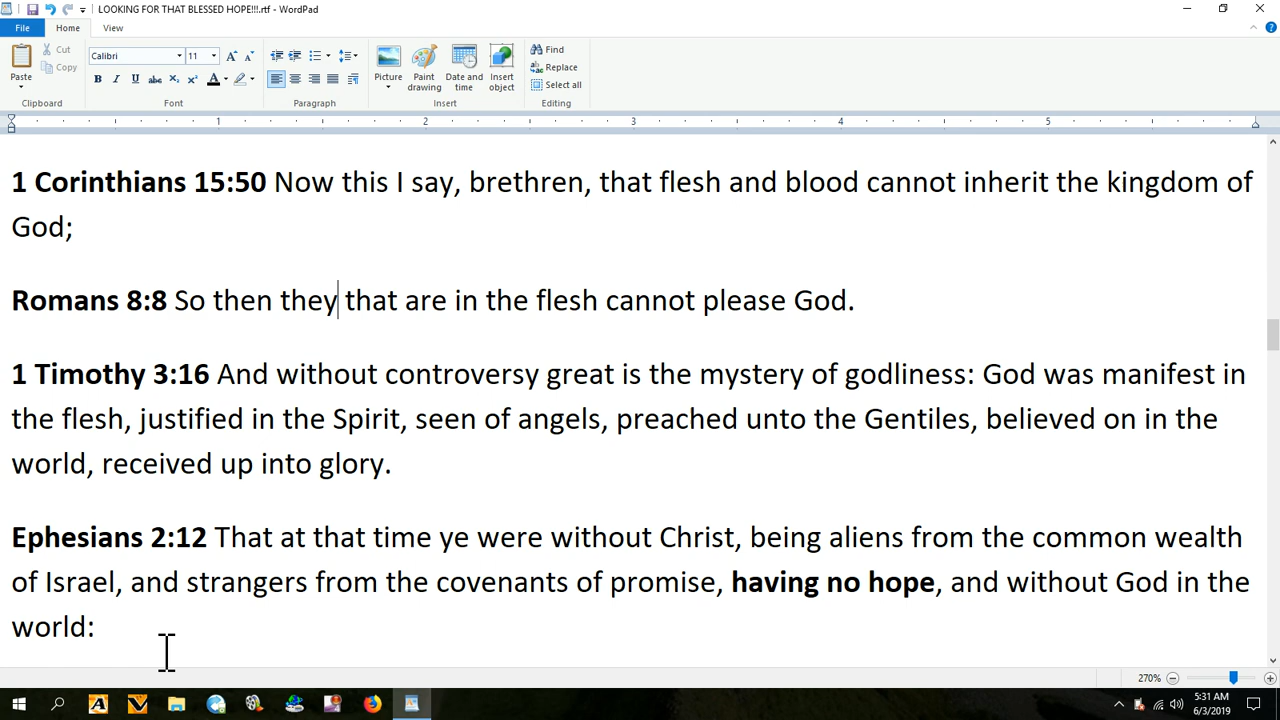 LOOKING FOR THAT BLESSED HOPE!!!.rtf - WordPad
File Home View
Paste Cut Copy
Calibri 11
Picture Paint drawing Date and time Insert object
Find
Replace
Select all
Clipboard Font Paragraph Insert Editing
1 2 3 4 5
1 Corinthians 15:50 Now this I say, brethren, that flesh and blood cannot inherit the kingdom of
God;
Romans 8:8 So then they that are in the flesh cannot please God.
1 Timothy 3:16 And without controversy great is the mystery of godliness: God was manifest in
the flesh, justified in the Spirit, seen of angels, preached unto the Gentiles, believed on in the
world, received up into glory.
Ephesians 2:12 That at that time ye were without Christ, being aliens from the common wealth
of Israel, and strangers from the covenants of promise, having no hope, and without God in the
world:
270%
5:31 AM
6/3/2019